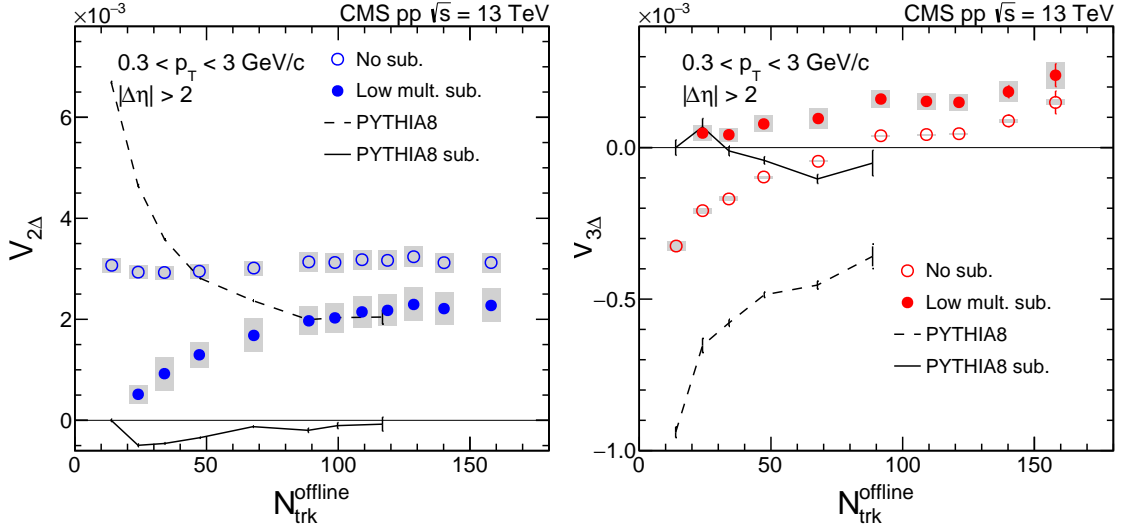 ×10⁻³
CMS pp √s = 13 TeV
0.3 < p_T < 3 GeV/c
|Δη| > 2
No sub.
Low mult. sub.
PYTHIA8
PYTHIA8 sub.
V_2Δ
6
4
2
0
0 50 100 150
N_trk^offline
×10⁻³
CMS pp √s = 13 TeV
0.3 < p_T < 3 GeV/c
|Δη| > 2
No sub.
Low mult. sub.
PYTHIA8
PYTHIA8 sub.
V_3Δ
0.0
−0.5
−1.0
0 50 100 150
N_trk^offline